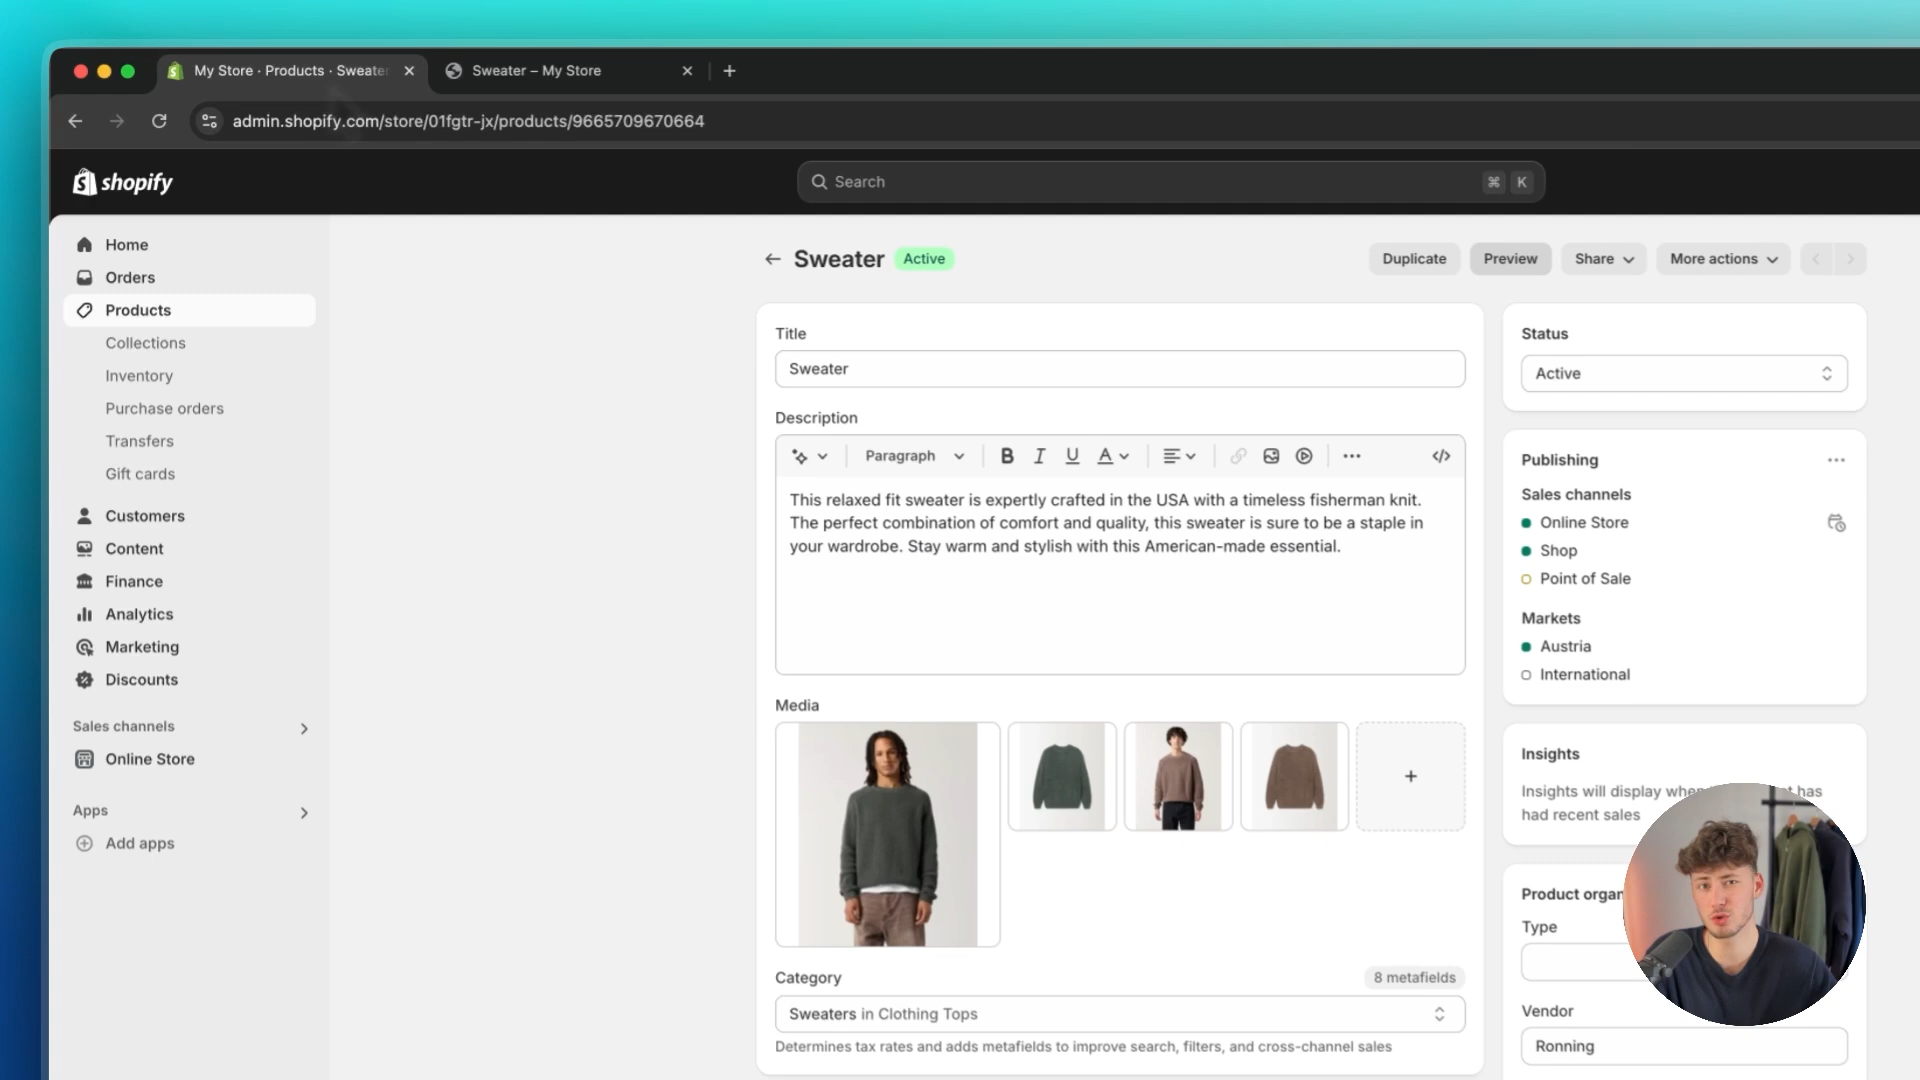 My Store · Products · Sweater
Sweater – My Store
admin.shopify.com/store/01fgtr-jx/products/9665709670664
shopify
Search
⌘ K
Home
Orders
Products
Collections
Inventory
Purchase orders
Transfers
Gift cards
Customers
Content
Finance
Analytics
Marketing
Discounts
Sales channels
Online Store
Apps
Add apps
Sweater Active
Duplicate
Preview
Share
More actions
Title
Sweater
Description
Paragraph
This relaxed fit sweater is expertly crafted in the USA with a timeless fisherman knit.
The perfect combination of comfort and quality, this sweater is sure to be a staple in
your wardrobe. Stay warm and stylish with this American-made essential.
Media
Category
8 metafields
Sweaters in Clothing Tops
Determines tax rates and adds metafields to improve search, filters, and cross-channel sales
Status
Active
Publishing
Sales channels
Online Store
Shop
Point of Sale
Markets
Austria
International
Insights
Insights will display when has
had recent sales
Product organ
Type
Vendor
Ronning